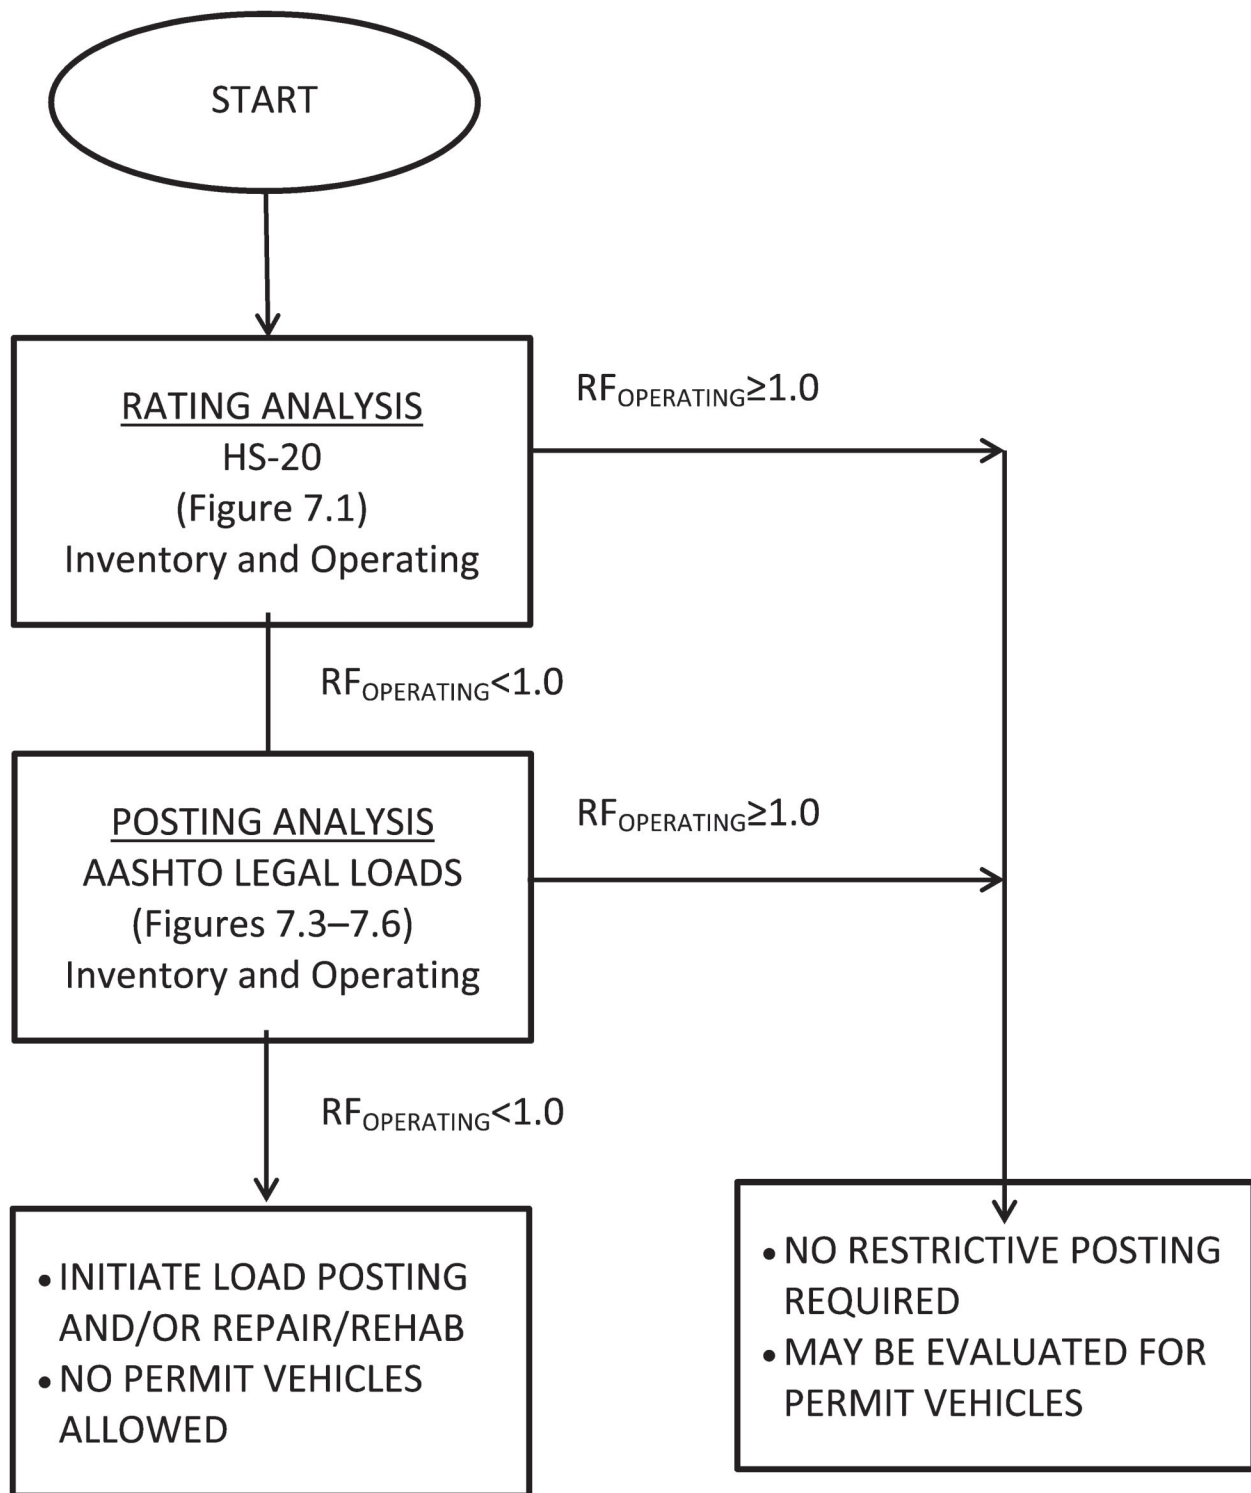 START
RATING ANALYSIS
HS-20
(Figure 7.1)
Inventory and Operating
RFOPERATING≥1.0
RFOPERATING<1.0
POSTING ANALYSIS
AASHTO LEGAL LOADS
(Figures 7.3–7.6)
Inventory and Operating
RFOPERATING≥1.0
RFOPERATING<1.0
• INITIATE LOAD POSTING
AND/OR REPAIR/REHAB
• NO PERMIT VEHICLES
ALLOWED
• NO RESTRICTIVE POSTING
REQUIRED
• MAY BE EVALUATED FOR
PERMIT VEHICLES